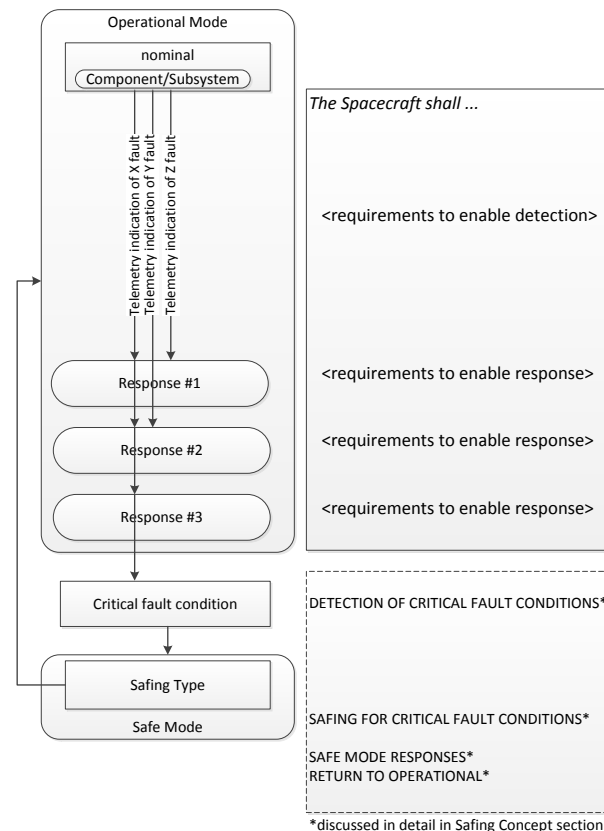 Operational Mode
nominal
Component/Subsystem
Telemetry indication of X fault
Telemetry indication of Y fault
Telemetry indication of Z fault
Response #1
Response #2
Response #3
Critical fault condition
Safing Type
Safe Mode
The Spacecraft shall ...
<requirements to enable detection>
<requirements to enable response>
<requirements to enable response>
<requirements to enable response>
DETECTION OF CRITICAL FAULT CONDITIONS*
SAFING FOR CRITICAL FAULT CONDITIONS*
SAFE MODE RESPONSES*
RETURN TO OPERATIONAL*
*discussed in detail in Safing Concept section